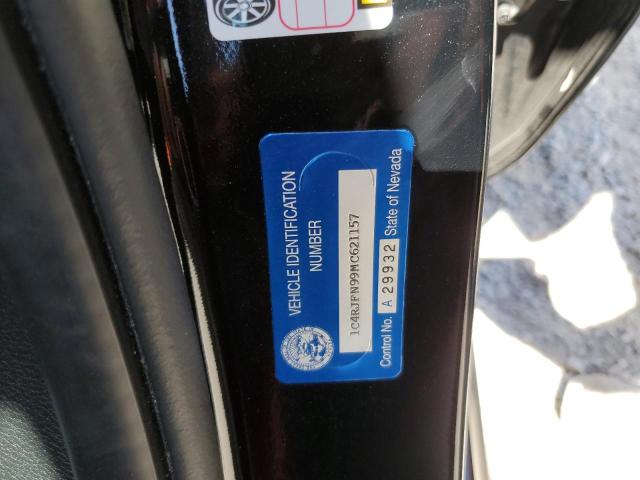 VEHICLE IDENTIFICATION
NUMBER
1C4RJFN99MC621157
Control No. A 29932 State of Nevada